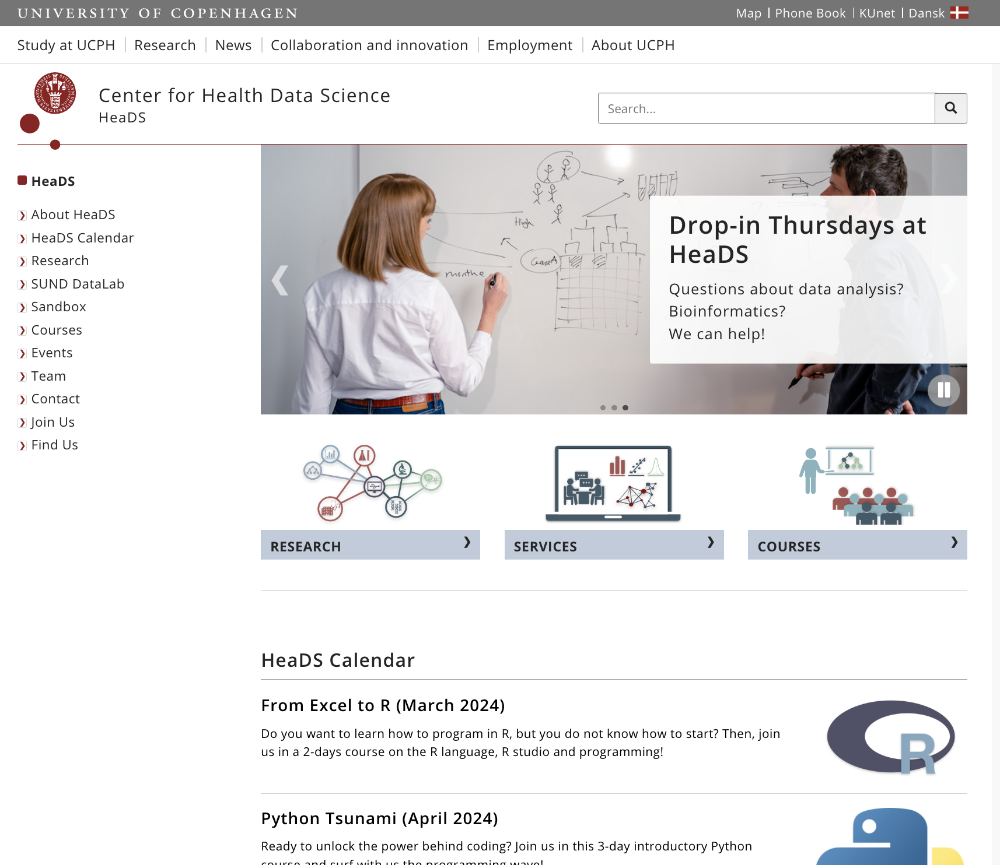 UNIVERSITY OF COPENHAGEN
Map Phone Book KUnet Dansk
Study at UCPH Research News Collaboration and innovation Employment About UCPH
Center for Health Data Science
HeaDS
Search...
HeaDS
About HeaDS
HeaDS Calendar
Research
SUND DataLab
Sandbox
Courses
Events
Team
Contact
Join Us
Find Us
High
months
Drop-in Thursdays at
HeaDS
Questions about data analysis?
Bioinformatics?
We can help!
RESEARCH
SERVICES
COURSES
HeaDS Calendar
From Excel to R (March 2024)
Do you want to learn how to program in R, but you do not know how to start? Then, join
us in a 2-days course on the R language, R studio and programming!
R
Python Tsunami (April 2024)
Ready to unlock the power behind coding? Join us in this 3-day introductory Python
course and surf with us the programming wave!